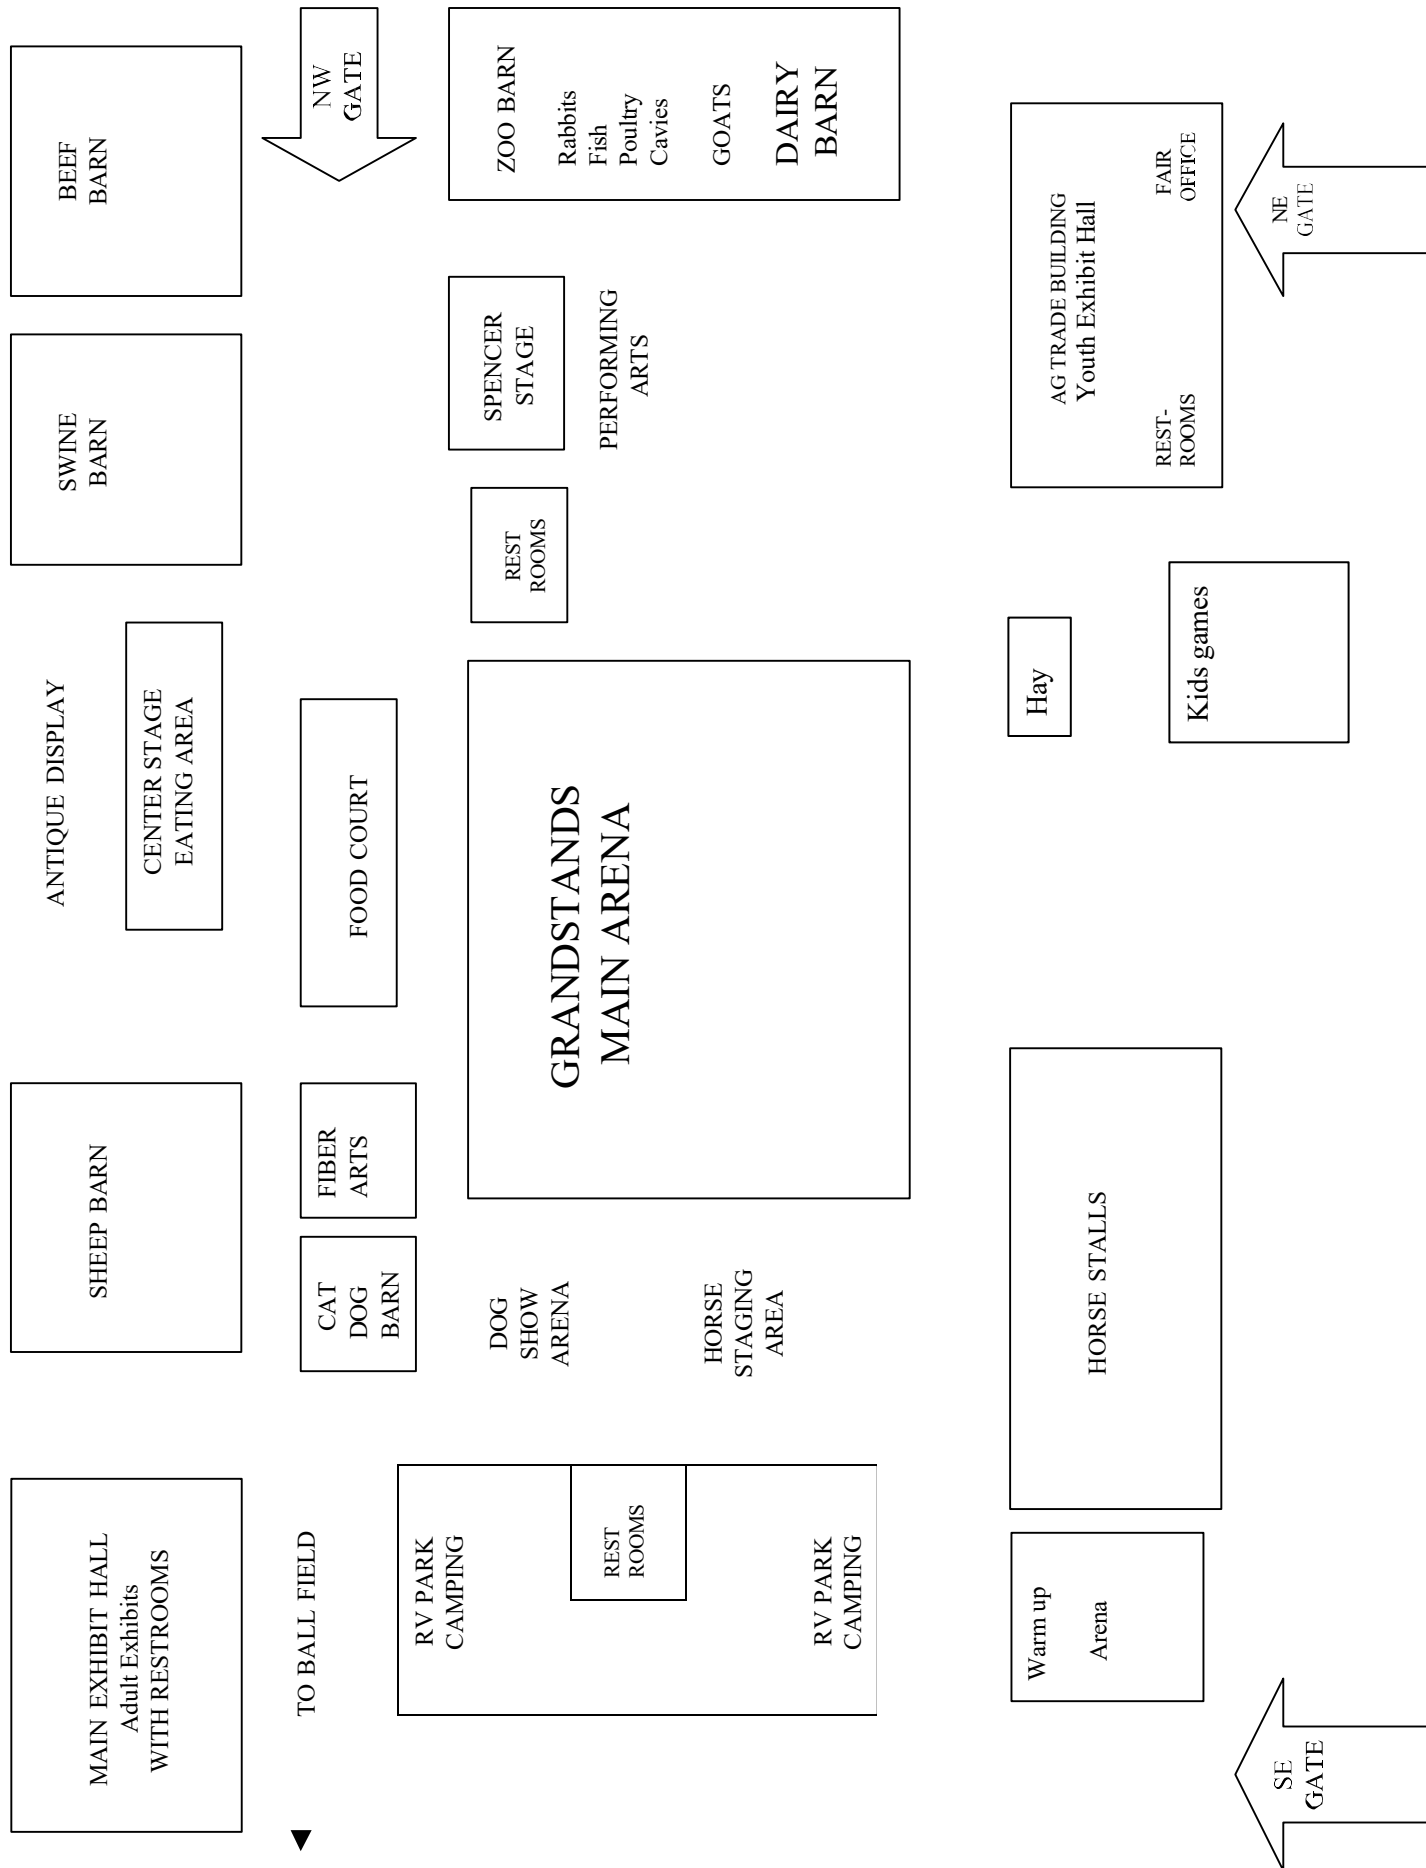 BEEF
BARN
NW
GATE
ZOO BARN
Rabbits
Fish
Poultry
Cavies
GOATS
DAIRY
BARN
AG TRADE BUILDING
Youth Exhibit Hall
FAIR
OFFICE
REST-
ROOMS
NE
GATE
SWINE
BARN
SPENCER
STAGE
PERFORMING
ARTS
REST
ROOMS
ANTIQUE DISPLAY
CENTER STAGE
EATING AREA
FOOD COURT
GRANDSTANDS
MAIN ARENA
Hay
Kids games
SHEEP BARN
FIBER
ARTS
CAT
DOG
BARN
DOG
SHOW
ARENA
HORSE
STAGING
AREA
HORSE STALLS
MAIN EXHIBIT HALL
Adult Exhibits
WITH RESTROOMS
TO BALL FIELD
RV PARK
CAMPING
REST
ROOMS
RV PARK
CAMPING
Warm up
Arena
SE
GATE